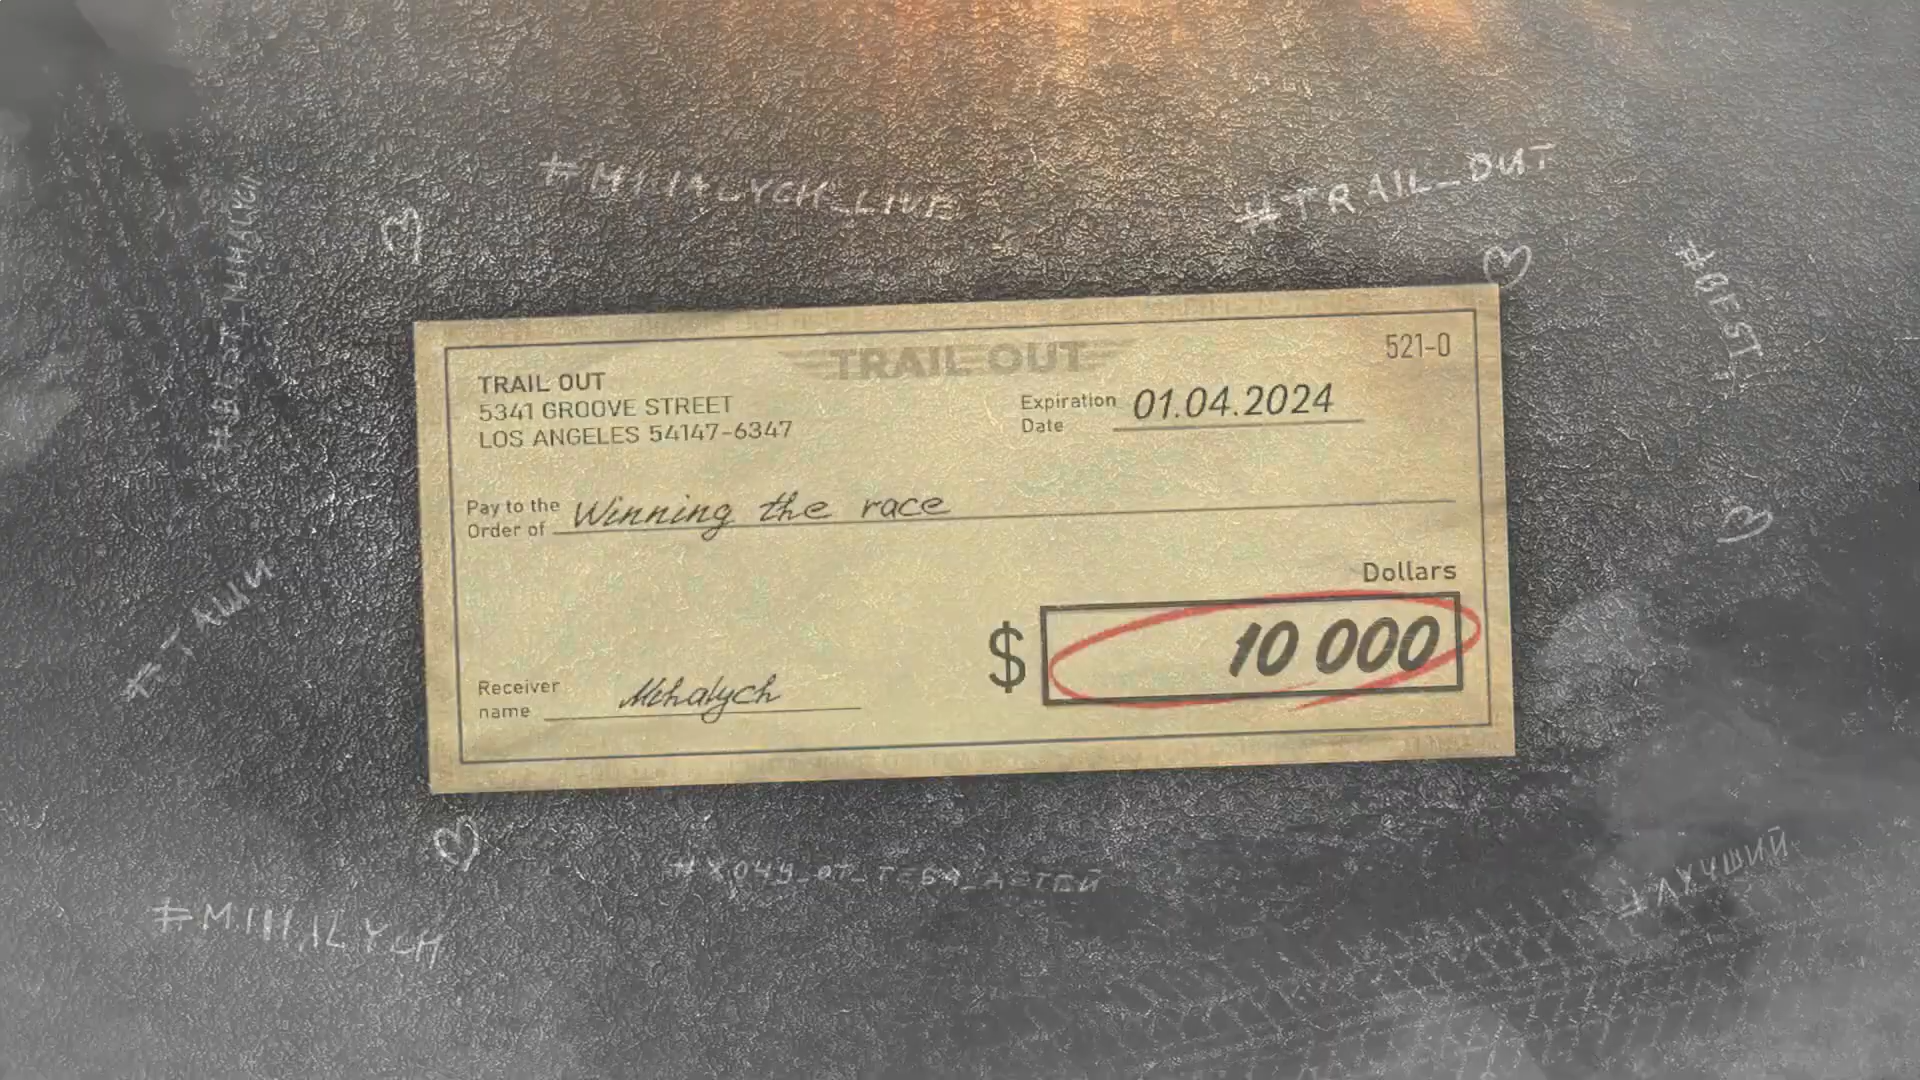 #MIHALYCH_LIVE
#TRAIL_OUT
#BEST
TRAIL OUT
521-0
TRAIL OUT
5341 GROOVE STREET
LOS ANGELES 54147-6347
Expiration
Date
01.04.2024
Pay to the
Order of
Winning the race
Dollars
$ 10 000
Receiver
name
Mihalych
#ХОЧУ_ОТ_ТЕБЯ_ДЕТЕЙ
#ЛУЧШИЙ
#MIHALYCH